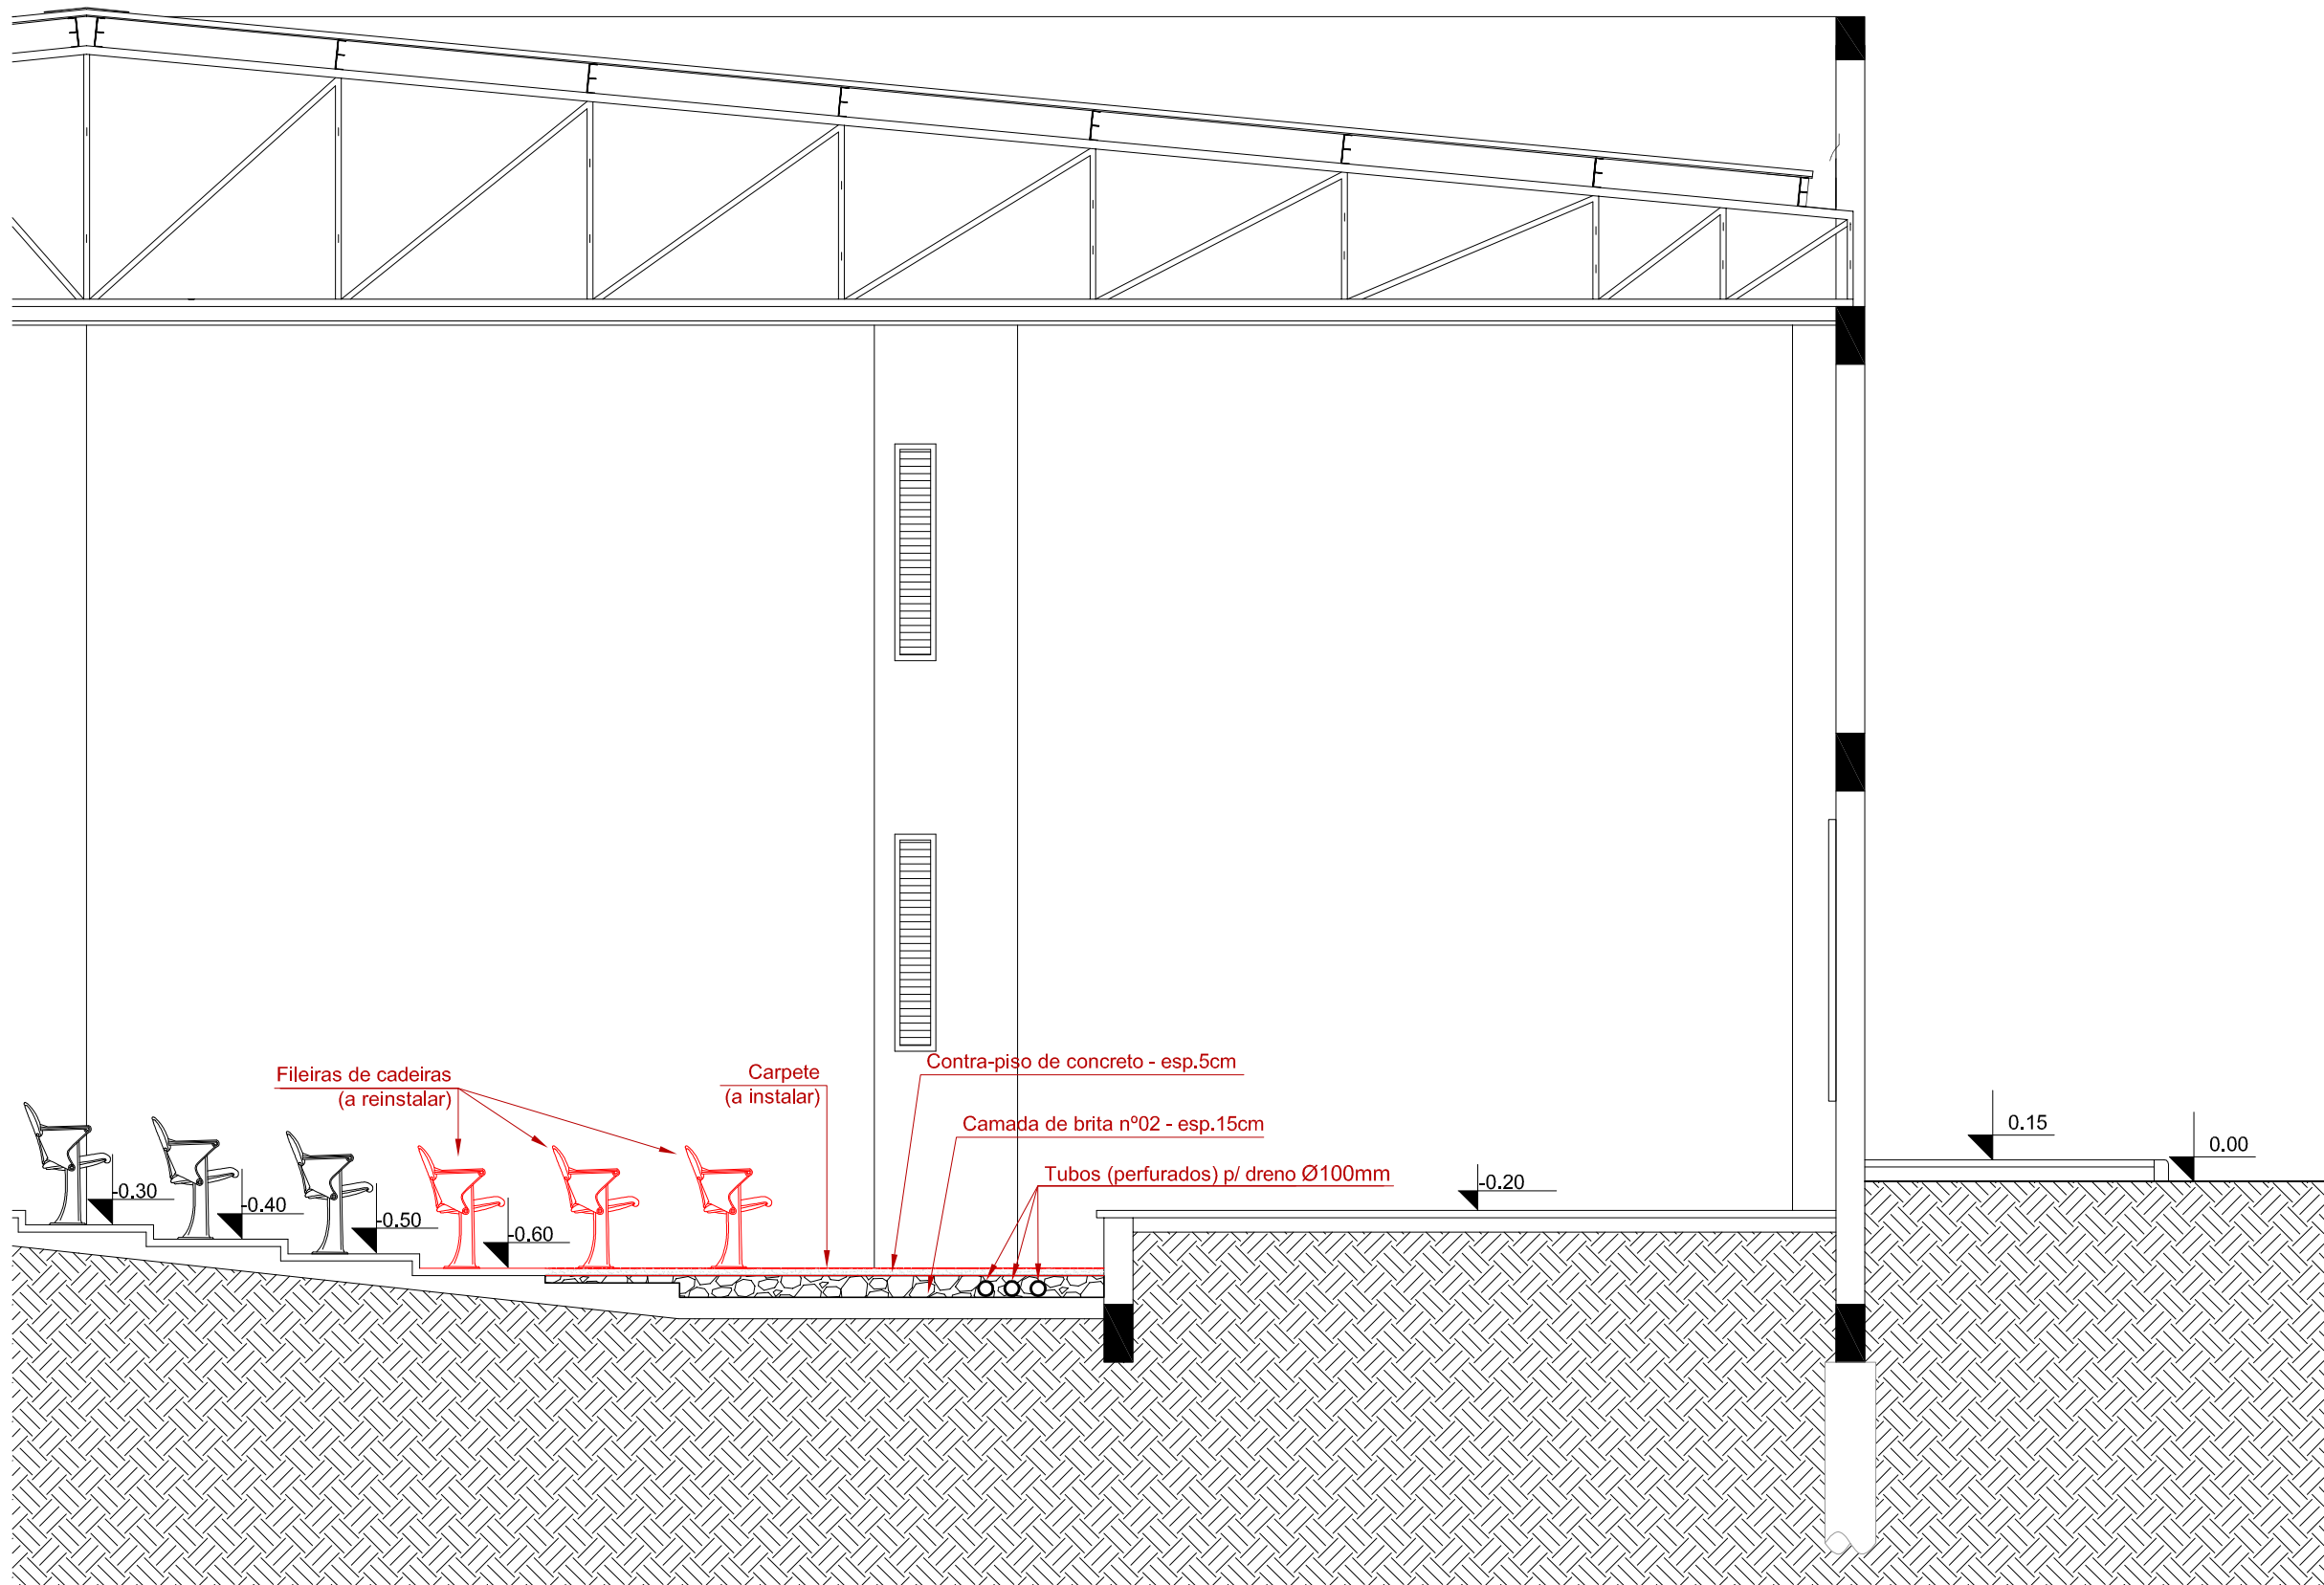 Contra-piso de concreto - esp.5cm
Fileiras de cadeiras
(a reinstalar)
Carpete
(a instalar)
Camada de brita nº02 - esp.15cm
Tubos (perfurados) p/ dreno Ø100mm
0.15
0.00
-0.20
-0.30
-0.40
-0.50
-0.60